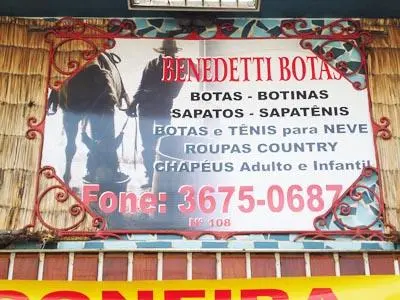 BENEDETTI BOTAS
BOTAS - BOTINAS
SAPATOS - SAPATÊNIS
BOTAS e TÊNIS para NEVE
ROUPAS COUNTRY
CHAPÉUS Adulto e Infantil
Fone: 3675-0687
Nº 108